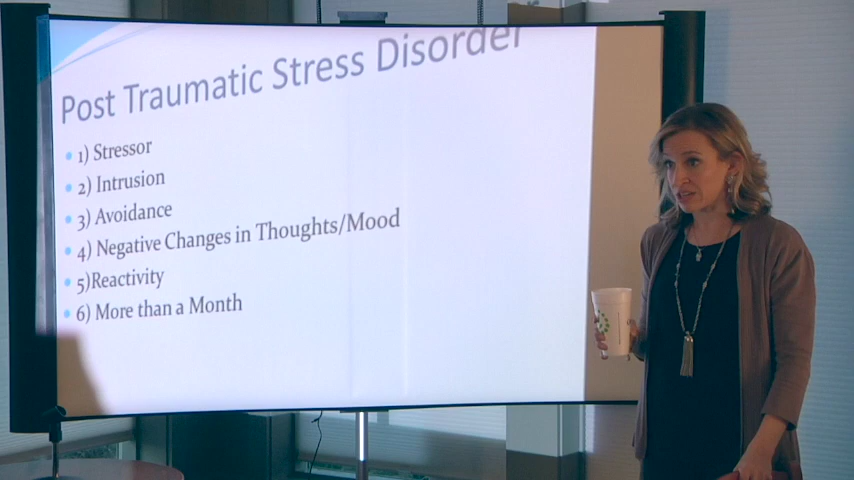 Post Traumatic Stress Disorder
1) Stressor
2) Intrusion
3) Avoidance
4) Negative Changes in Thoughts/Mood
5)Reactivity
6) More than a Month